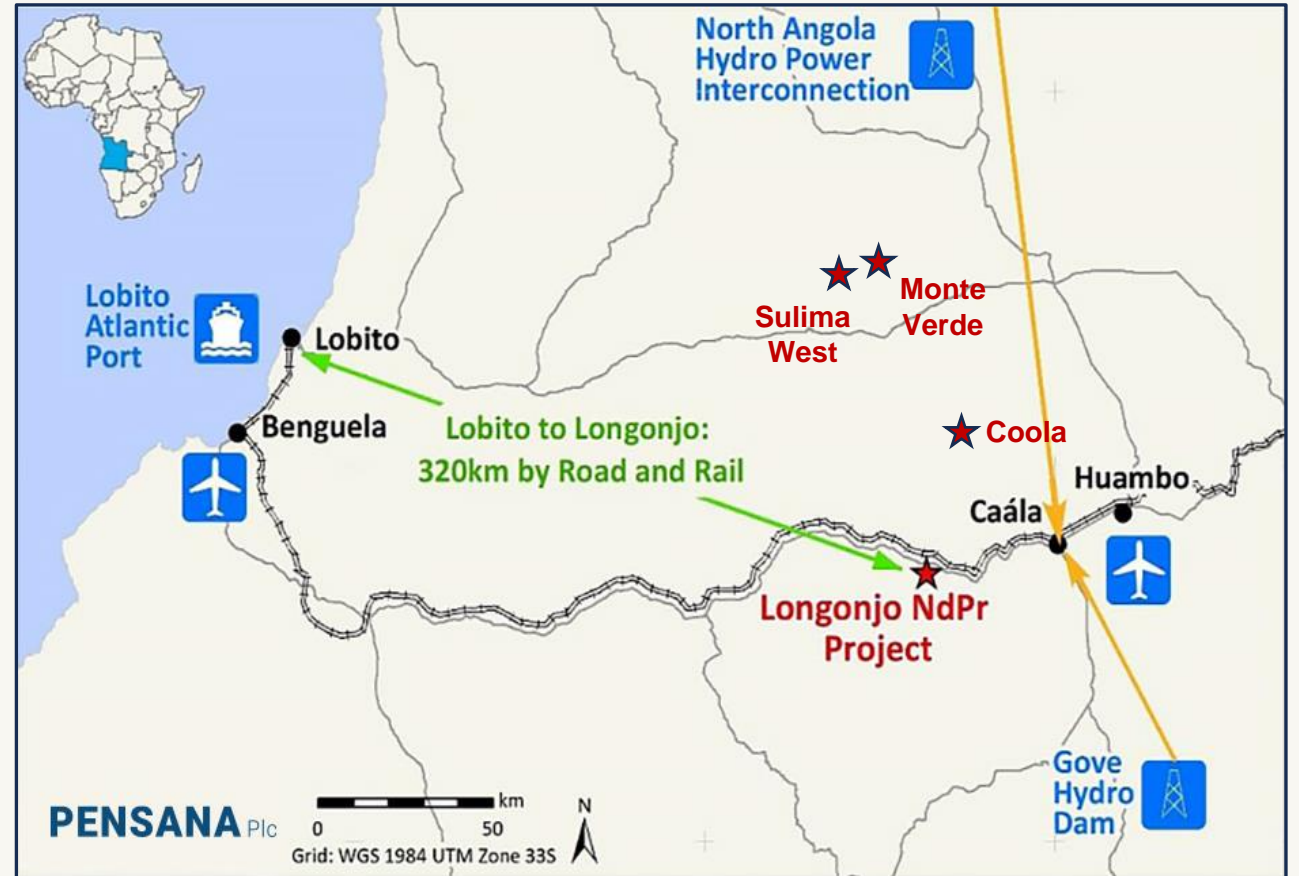 North Angola
Hydro Power
Interconnection
Lobito
Atlantic
Port
Lobito
Benguela
Sulima
West
Monte
Verde
Coola
Lobito to Longonjo:
320km by Road and Rail
Huambo
Caála
Longonjo NdPr
Project
Gove
Hydro
Dam
PENSANA Plc
km
0 50
Grid: WGS 1984 UTM Zone 33S
N